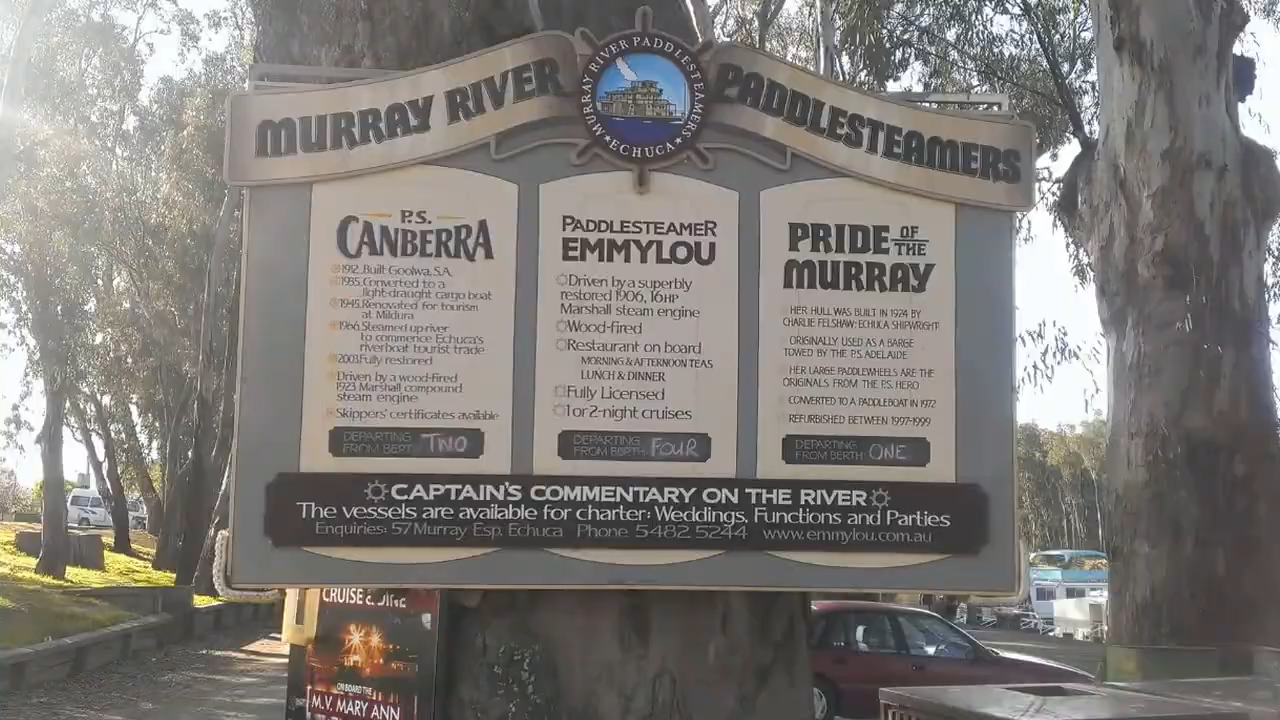 MURRAY RIVER PADDLESTEAMERS
MURRAY RIVER PADDLESTEAMERS
★ECHUCA★
P.S.
CANBERRA
1912 Built Goolwa, S.A.
1935 Converted to a
light-draught cargo boat
1945 Renovated for tourism
at Mildura
1966 Steamed up-river
to commence Echuca's
riverboat tourist trade
2003 Fully restored
Driven by a wood-fired
1923 Marshall compound
steam engine
Skippers' certificates available
DEPARTING
FROM BERTH TWO
PADDLESTEAMER
EMMYLOU
Driven by a superbly
restored 1906, 16HP
Marshall steam engine
Wood-fired
Restaurant on board
MORNING & AFTERNOON TEAS
LUNCH & DINNER
Fully Licensed
1 or 2-night cruises
DEPARTING
FROM BERTH FOUR
PRIDE OF THE
MURRAY
HER HULL WAS BUILT IN 1924 BY
CHARLIE FELSHAW; ECHUCA SHIPWRIGHT
ORIGINALLY USED AS A BARGE
TOWED BY THE P.S. ADELAIDE
HER LARGE PADDLEWHEELS ARE THE
ORIGINALS FROM THE P.S. HERO
CONVERTED TO A PADDLEBOAT IN 1972
REFURBISHED BETWEEN 1997-1999
DEPARTING
FROM BERTH ONE
CAPTAIN'S COMMENTARY ON THE RIVER
The vessels are available for charter: Weddings, Functions and Parties
Enquiries: 57 Murray Esp. Echuca Phone 5482 5244 www.emmylou.com.au
CRUISE & DINE
ON BOARD THE
M.V. MARY ANN